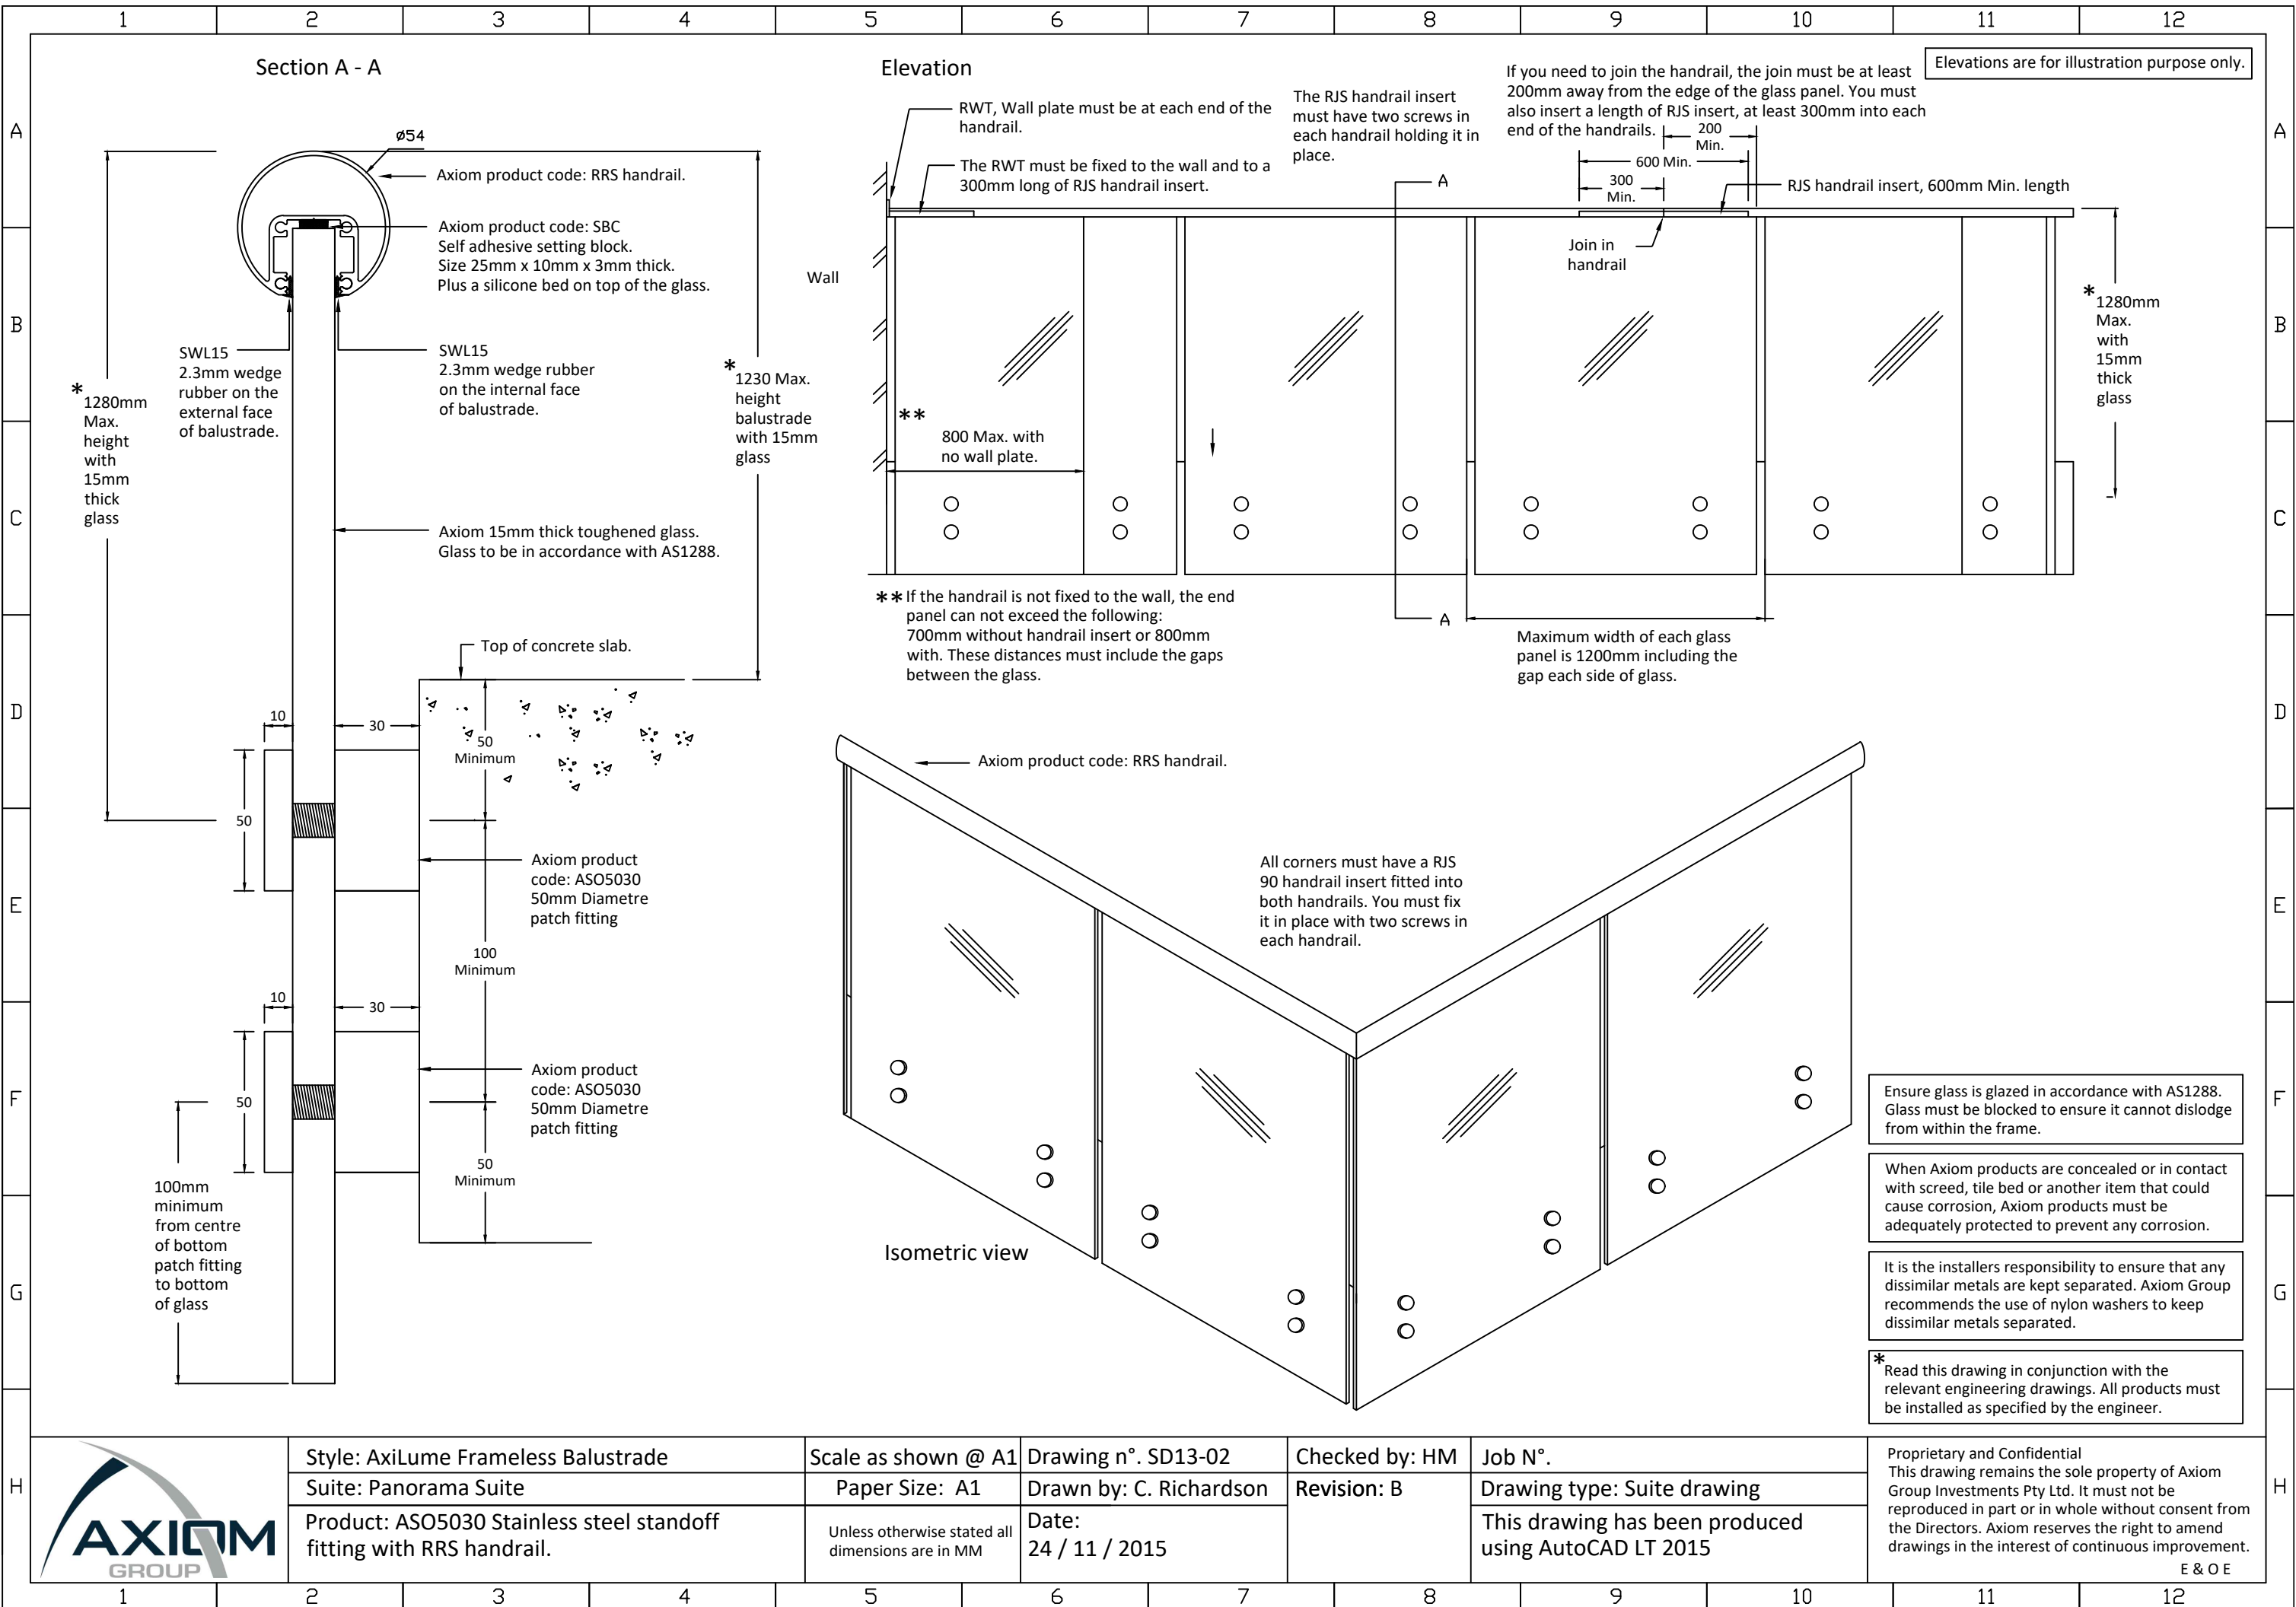 1 2 3 4 5 6 7 8 9 10 11 12
A
B
C
D
E
F
G
H
Section A - A
ø54
Axiom product code: RRS handrail.
Axiom product code: SBC
Self adhesive setting block.
Size 25mm x 10mm x 3mm thick.
Plus a silicone bed on top of the glass.
SWL15
2.3mm wedge
rubber on the
external face
of balustrade.
SWL15
2.3mm wedge rubber
on the internal face
of balustrade.
*
1280mm
Max.
height
with
15mm
thick
glass
*
1230 Max.
height
balustrade
with 15mm
glass
Axiom 15mm thick toughened glass.
Glass to be in accordance with AS1288.
Top of concrete slab.
10
30
50
Minimum
50
Axiom product
code: ASO5030
50mm Diametre
patch fitting
100
Minimum
10
30
50
Axiom product
code: ASO5030
50mm Diametre
patch fitting
50
Minimum
100mm
minimum
from centre
of bottom
patch fitting
to bottom
of glass
Elevation
RWT, Wall plate must be at each end of the
handrail.
The RWT must be fixed to the wall and to a
300mm long of RJS handrail insert.
The RJS handrail insert
must have two screws in
each handrail holding it in
place.
If you need to join the handrail, the join must be at least
200mm away from the edge of the glass panel. You must
also insert a length of RJS insert, at least 300mm into each
end of the handrails.
200
Min.
600 Min.
300
Min.
RJS handrail insert, 600mm Min. length
Elevations are for illustration purpose only.
A
Join in
handrail
Wall
**
800 Max. with
no wall plate.
*
1280mm
Max.
with
15mm
thick
glass
** If the handrail is not fixed to the wall, the end
panel can not exceed the following:
700mm without handrail insert or 800mm
with. These distances must include the gaps
between the glass.
A
Maximum width of each glass
panel is 1200mm including the
gap each side of glass.
Axiom product code: RRS handrail.
All corners must have a RJS
90 handrail insert fitted into
both handrails. You must fix
it in place with two screws in
each handrail.
Isometric view
Ensure glass is glazed in accordance with AS1288.
Glass must be blocked to ensure it cannot dislodge
from within the frame.
When Axiom products are concealed or in contact
with screed, tile bed or another item that could
cause corrosion, Axiom products must be
adequately protected to prevent any corrosion.
It is the installers responsibility to ensure that any
dissimilar metals are kept separated. Axiom Group
recommends the use of nylon washers to keep
dissimilar metals separated.
*
Read this drawing in conjunction with the
relevant engineering drawings. All products must
be installed as specified by the engineer.
AXIOM
GROUP
Style: AxiLume Frameless Balustrade
Suite: Panorama Suite
Product: ASO5030 Stainless steel standoff
fitting with RRS handrail.
Scale as shown @ A1
Paper Size: A1
Unless otherwise stated all
dimensions are in MM
Drawing n°. SD13-02
Drawn by: C. Richardson
Date:
24 / 11 / 2015
Checked by: HM
Revision: B
Job N°.
Drawing type: Suite drawing
This drawing has been produced
using AutoCAD LT 2015
Proprietary and Confidential
This drawing remains the sole property of Axiom
Group Investments Pty Ltd. It must not be
reproduced in part or in whole without consent from
the Directors. Axiom reserves the right to amend
drawings in the interest of continuous improvement.
E & O E
A
B
C
D
E
F
G
H
1 2 3 4 5 6 7 8 9 10 11 12